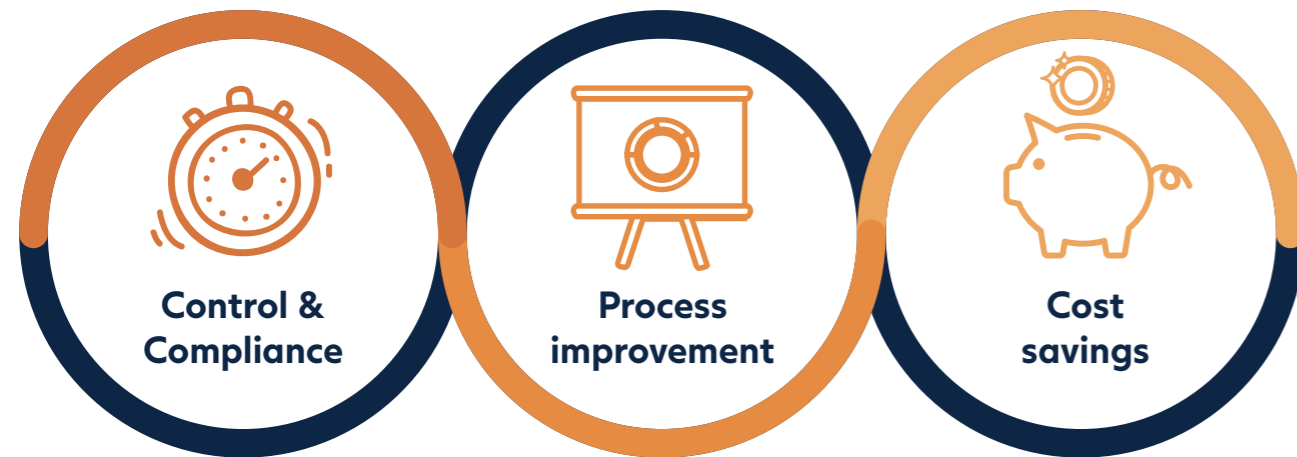 Control &
Compliance
Process
improvement
Cost
savings